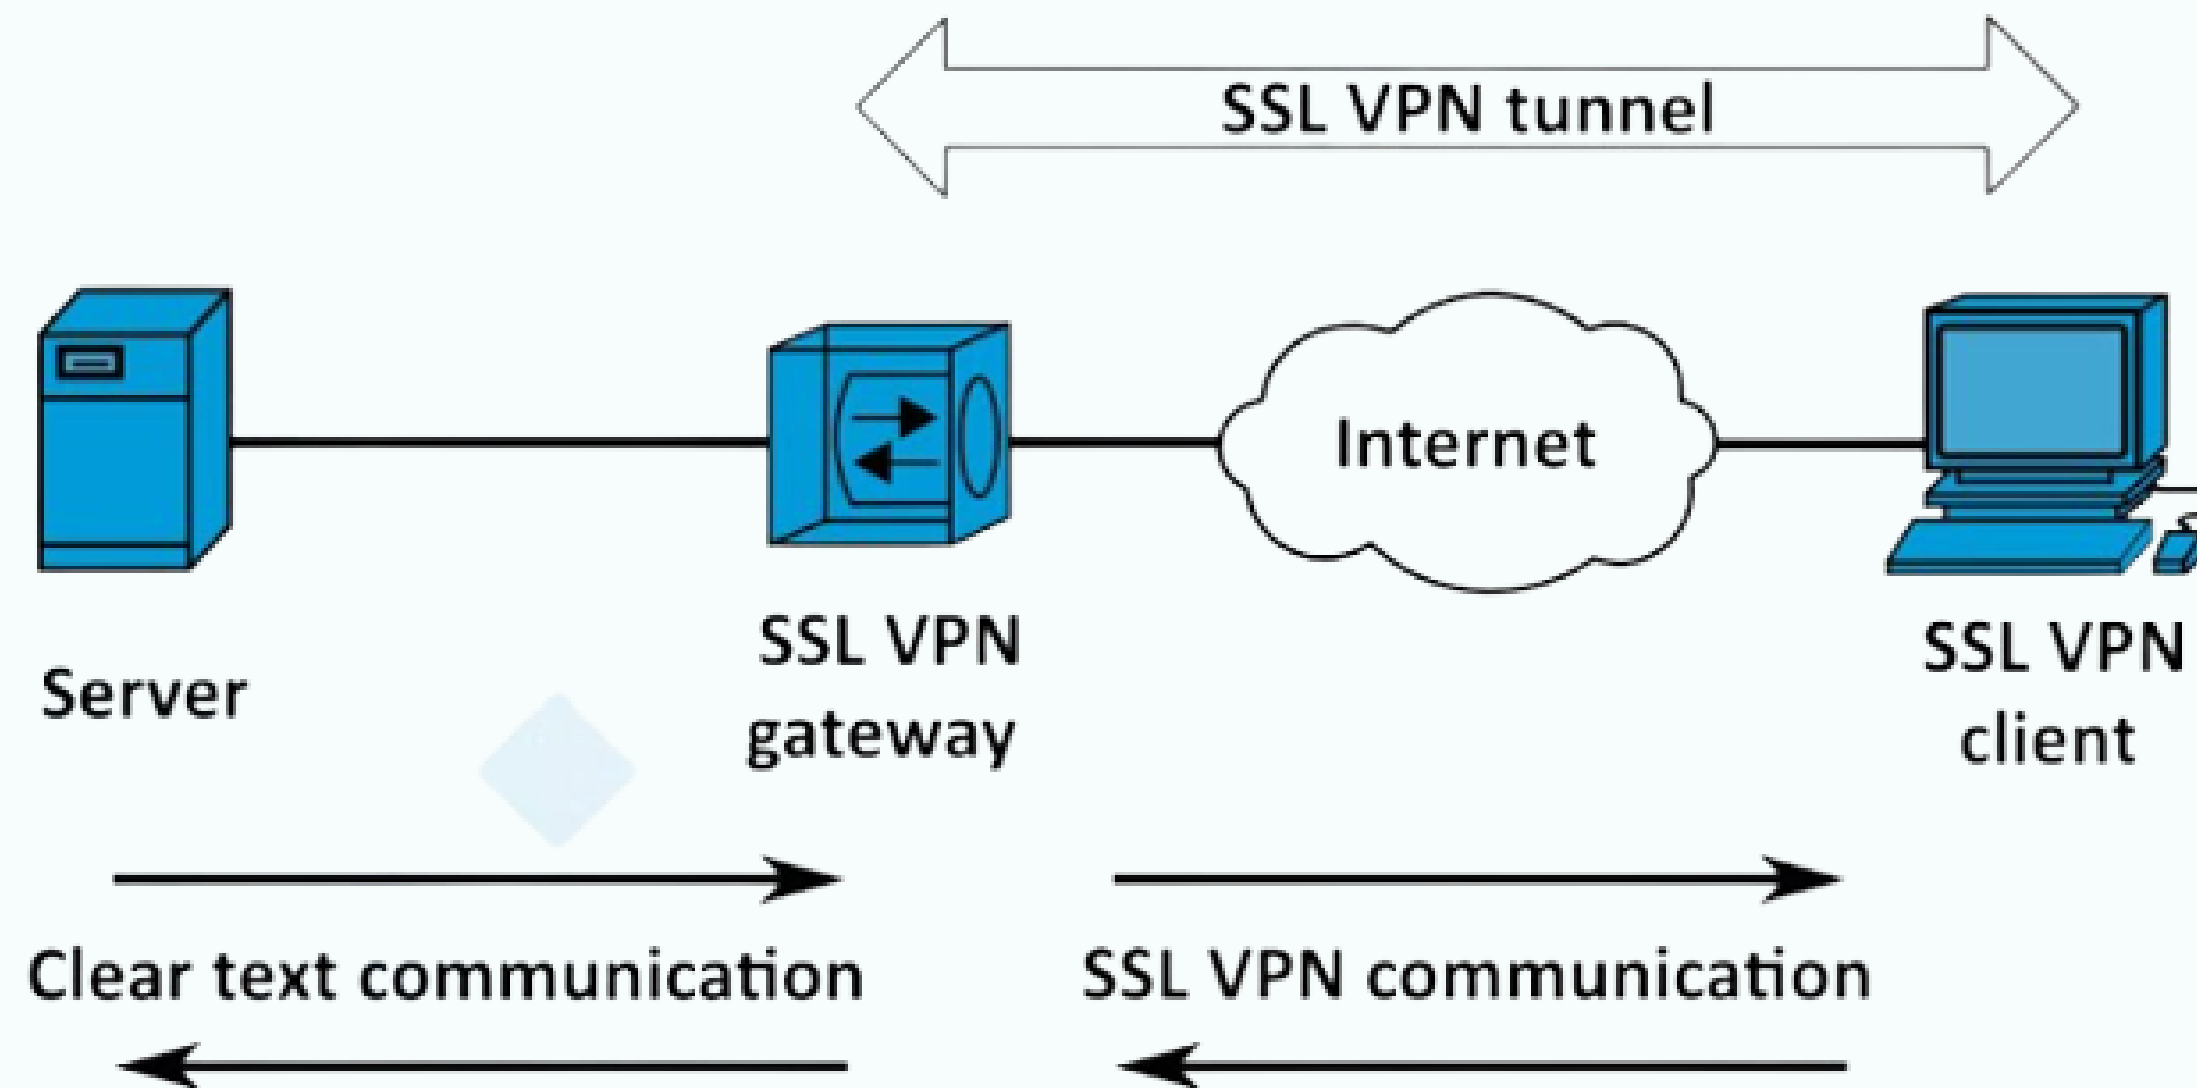 SSL VPN tunnel
Internet
Server
SSL VPN
gateway
SSL VPN
client
Clear text communication
SSL VPN communication